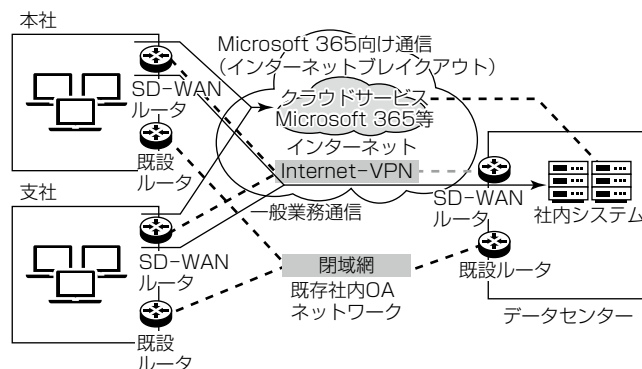 本社
SD-WAN
ルータ
既設
ルータ
支社
SD-WAN
ルータ
既設
ルータ
Microsoft 365向け通信
（インターネットブレイクアウト）
クラウドサービス
Microsoft 365等
インターネット
Internet-VPN
一般業務通信
閉域網
既存社内OA
ネットワーク
SD-WAN
ルータ
社内システム
既設ルータ
データセンター